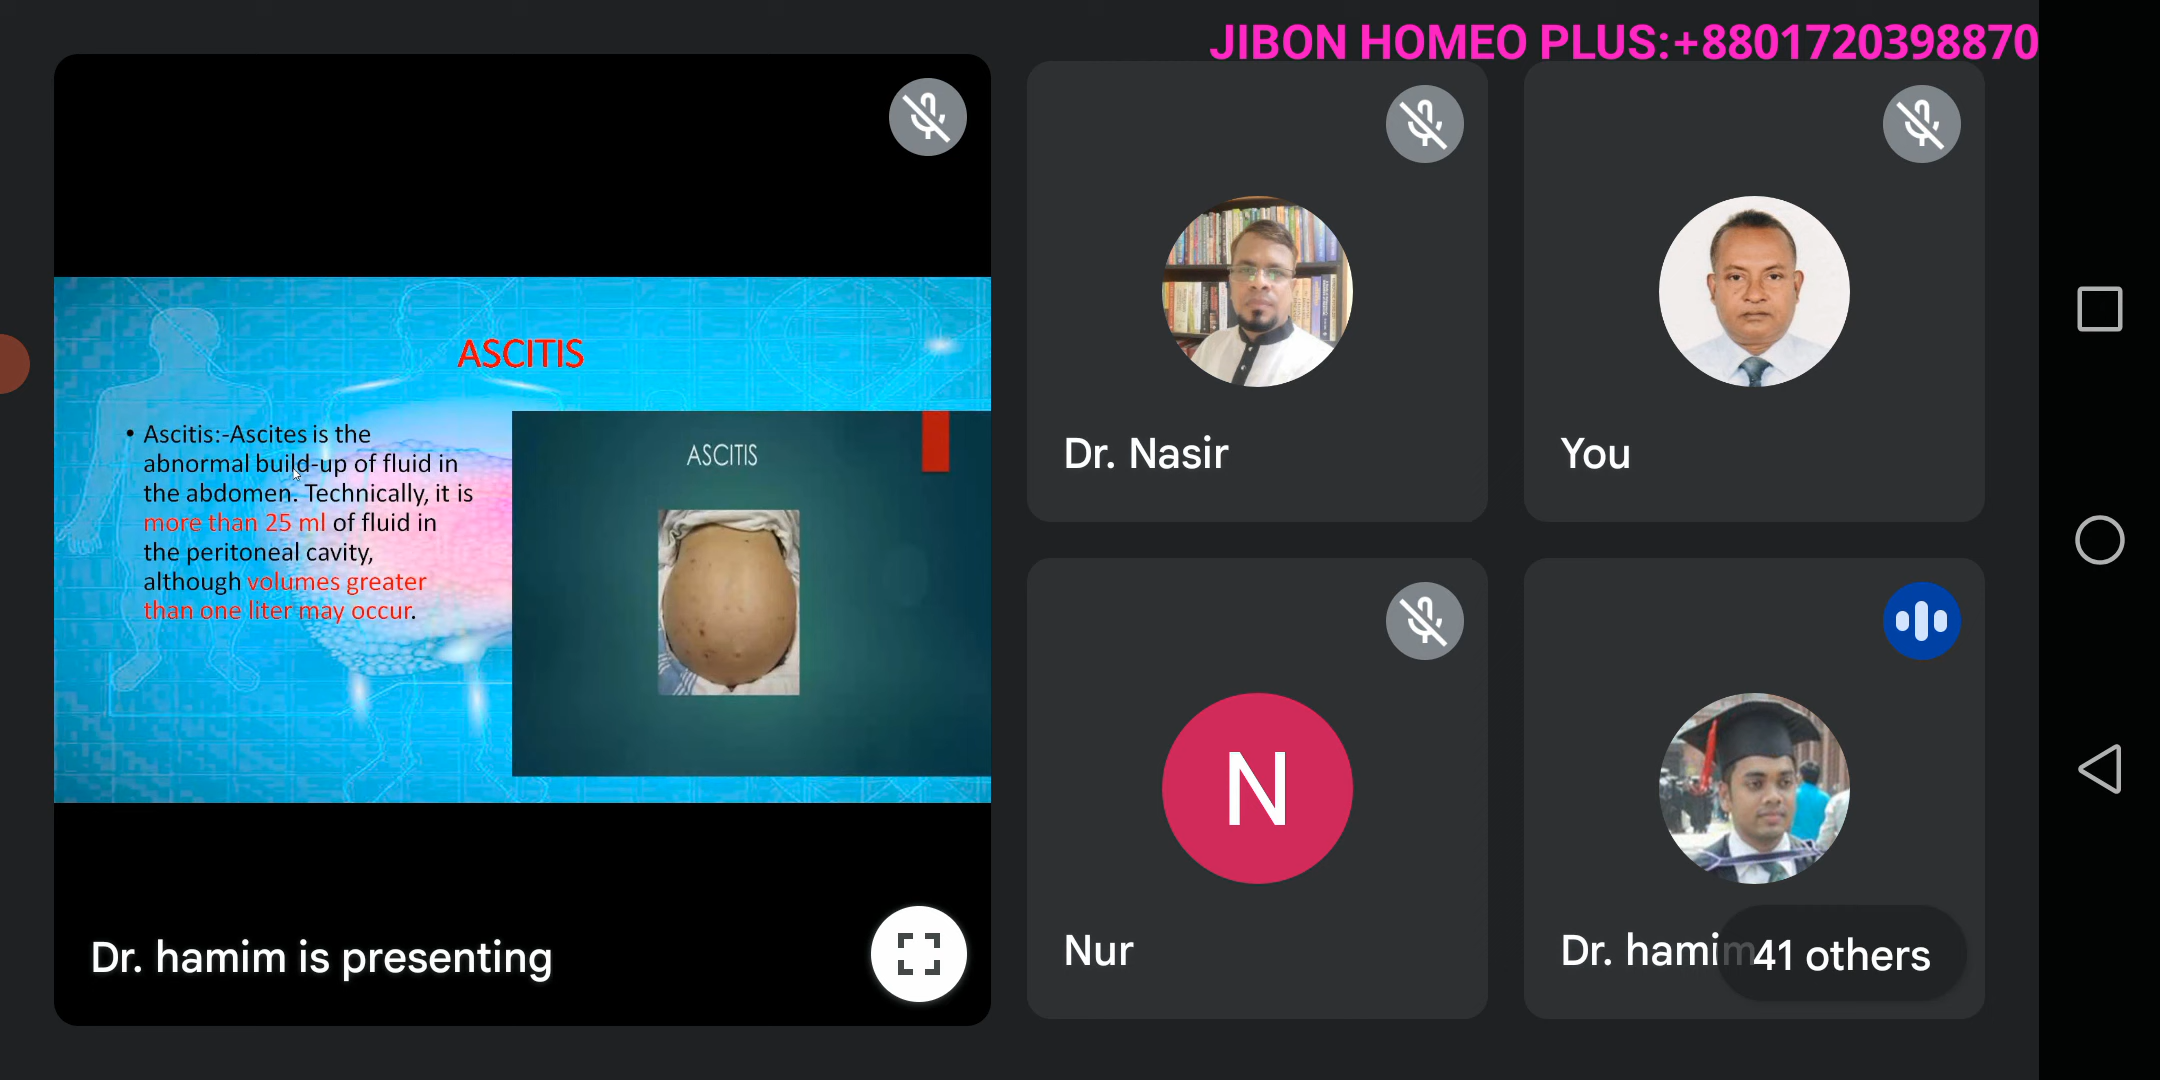 JIBON HOMEO PLUS:+8801720398870
ASCITIS
• Ascitis:-Ascites is the
abnormal build-up of fluid in
the abdomen. Technically, it is
more than 25 ml of fluid in
the peritoneal cavity,
although volumes greater
than one liter may occur.
ASCITIS
Dr. hamim is presenting
Dr. Nasir
You
N
Nur
Dr. hamim
41 others